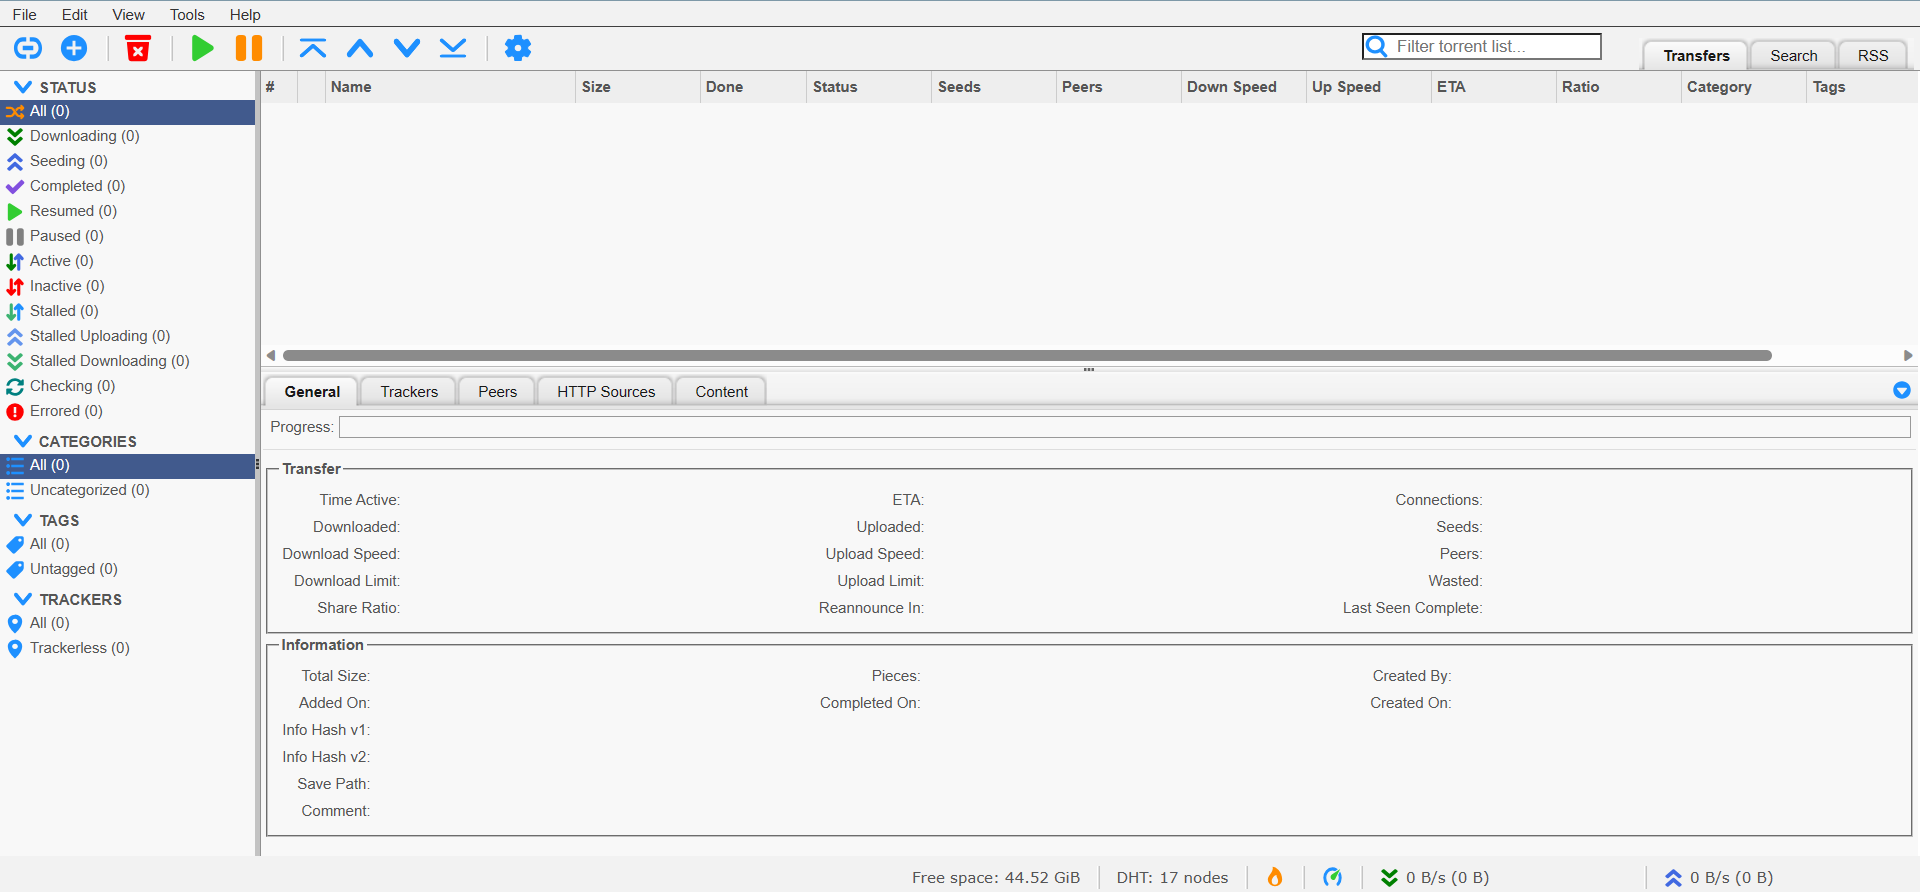 File Edit View Tools Help
Filter torrent list...
Transfers Search RSS
STATUS
All (0)
Downloading (0)
Seeding (0)
Completed (0)
Resumed (0)
Paused (0)
Active (0)
Inactive (0)
Stalled (0)
Stalled Uploading (0)
Stalled Downloading (0)
Checking (0)
Errored (0)
CATEGORIES
All (0)
Uncategorized (0)
TAGS
All (0)
Untagged (0)
TRACKERS
All (0)
Trackerless (0)
# Name Size Done Status Seeds Peers Down Speed Up Speed ETA Ratio Category Tags
General Trackers Peers HTTP Sources Content
Progress:
Transfer
Time Active: ETA: Connections:
Downloaded: Uploaded: Seeds:
Download Speed: Upload Speed: Peers:
Download Limit: Upload Limit: Wasted:
Share Ratio: Reannounce In: Last Seen Complete:
Information
Total Size: Pieces: Created By:
Added On: Completed On: Created On:
Info Hash v1:
Info Hash v2:
Save Path:
Comment:
Free space: 44.52 GiB DHT: 17 nodes 0 B/s (0 B) 0 B/s (0 B)